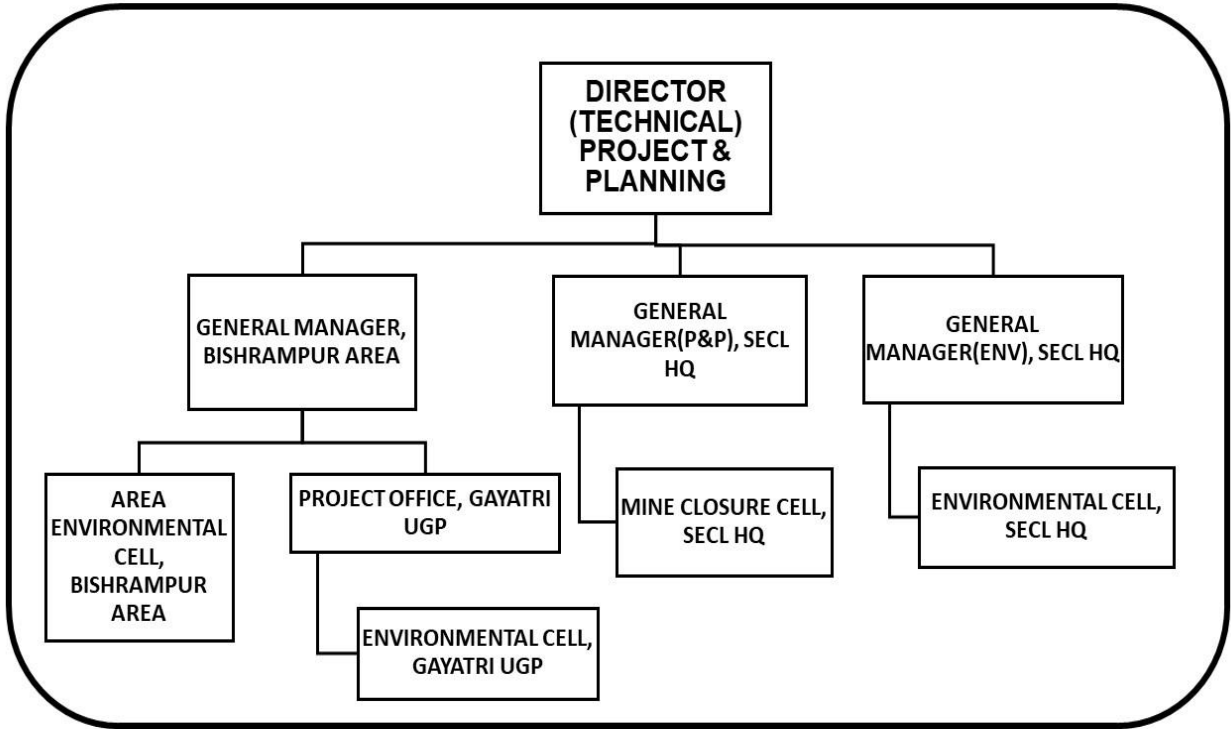 DIRECTOR
(TECHNICAL)
PROJECT &
PLANNING
GENERAL MANAGER,
BISHRAMPUR AREA
GENERAL
MANAGER(P&P), SECL
HQ
GENERAL
MANAGER(ENV), SECL HQ
AREA
ENVIRONMENTAL
CELL,
BISHRAMPUR
AREA
PROJECT OFFICE, GAYATRI
UGP
MINE CLOSURE CELL,
SECL HQ
ENVIRONMENTAL CELL,
SECL HQ
ENVIRONMENTAL CELL,
GAYATRI UGP